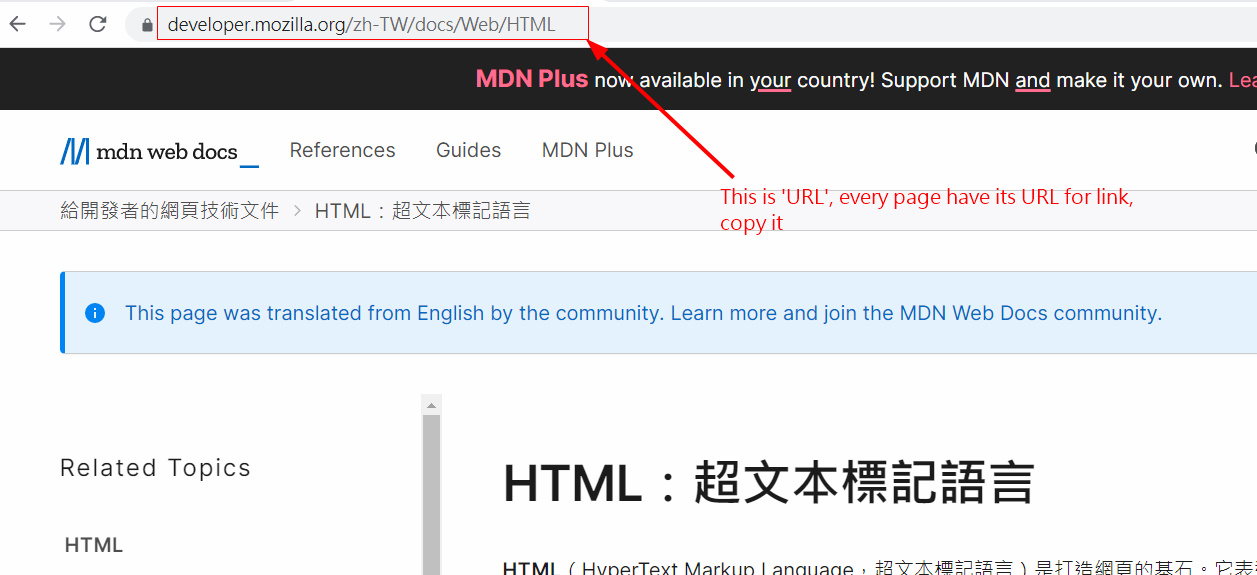 developer.mozilla.org/zh-TW/docs/Web/HTML
MDN Plus now available in your country! Support MDN and make it your own.
mdn web docs_
References
Guides
MDN Plus
This is 'URL', every page have its URL for link,
copy it
給開發者的網頁技術文件 > HTML：超文本標記語言
This page was translated from English by the community. Learn more and join the MDN Web Docs community.
Related Topics
HTML：超文本標記語言
HTML
HTML（HyperText Markup Language，超文本標記語言）是打造網頁的基石。它表